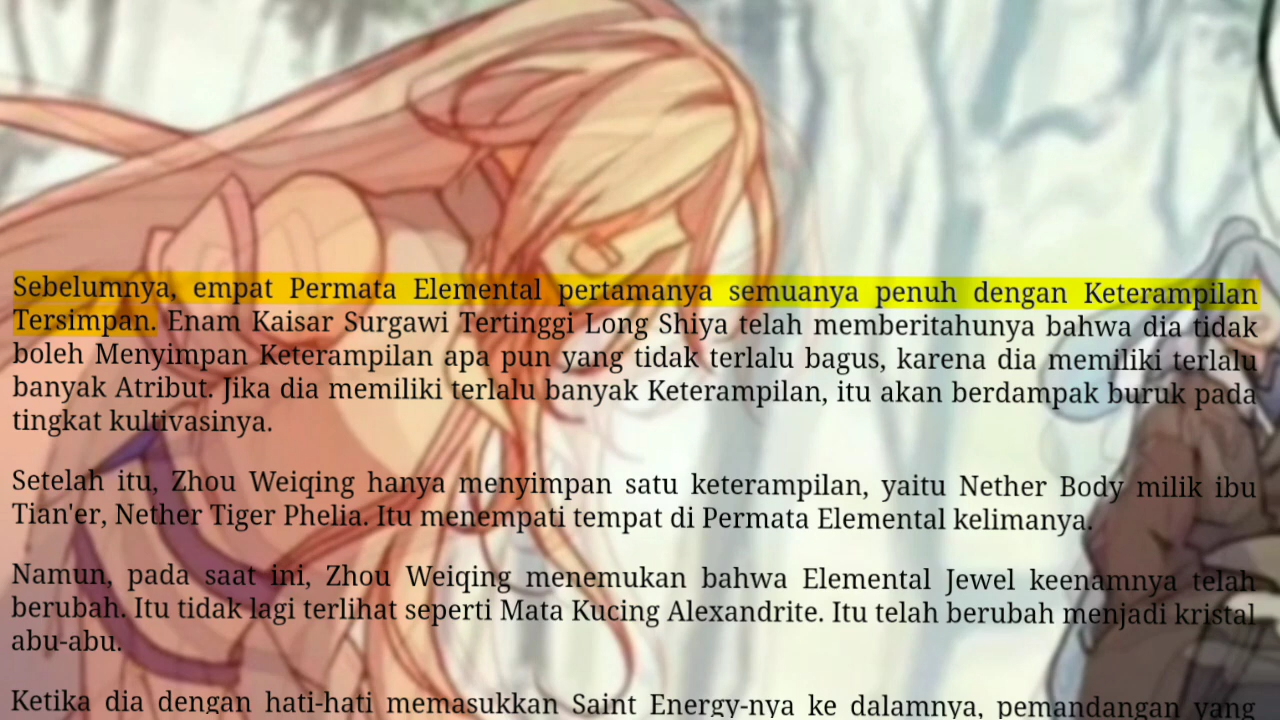 Sebelumnya, empat Permata Elemental pertamanya semuanya penuh dengan Keterampilan
Tersimpan. Enam Kaisar Surgawi Tertinggi Long Shiya telah memberitahunya bahwa dia tidak
boleh Menyimpan Keterampilan apa pun yang tidak terlalu bagus, karena dia memiliki terlalu
banyak Atribut. Jika dia memiliki terlalu banyak Keterampilan, itu akan berdampak buruk pada
tingkat kultivasinya.
Setelah itu, Zhou Weiqing hanya menyimpan satu keterampilan, yaitu Nether Body milik ibu
Tian'er, Nether Tiger Phelia. Itu menempati tempat di Permata Elemental kelimanya.
Namun, pada saat ini, Zhou Weiqing menemukan bahwa Elemental Jewel keenamnya telah
berubah. Itu tidak lagi terlihat seperti Mata Kucing Alexandrite. Itu telah berubah menjadi kristal
abu-abu.
Ketika dia dengan hati-hati memasukkan Saint Energy-nya ke dalamnya, pemandangan yang